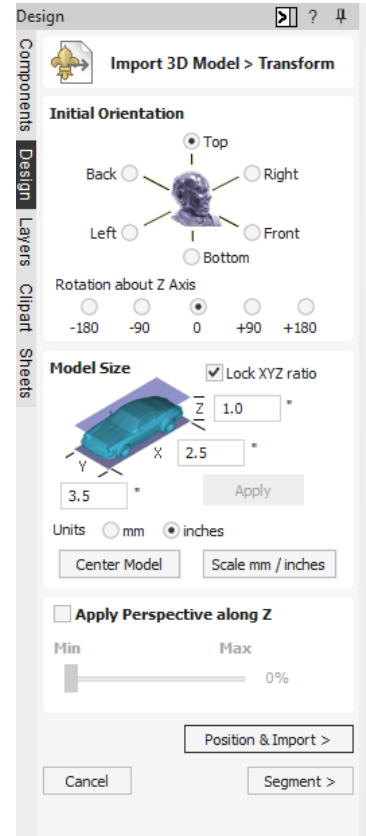 Design ?
Components
Design
Layers
Clipart
Sheets
Import 3D Model > Transform
Initial Orientation
Top
Back Right
Left Front
Bottom
Rotation about Z Axis
-180 -90 0 +90 +180
Model Size Lock XYZ ratio
Z 1.0 "
X 2.5 "
Y
3.5 " Apply
Units mm inches
Center Model Scale mm / inches
Apply Perspective along Z
Min Max
0%
Position & Import >
Cancel Segment >